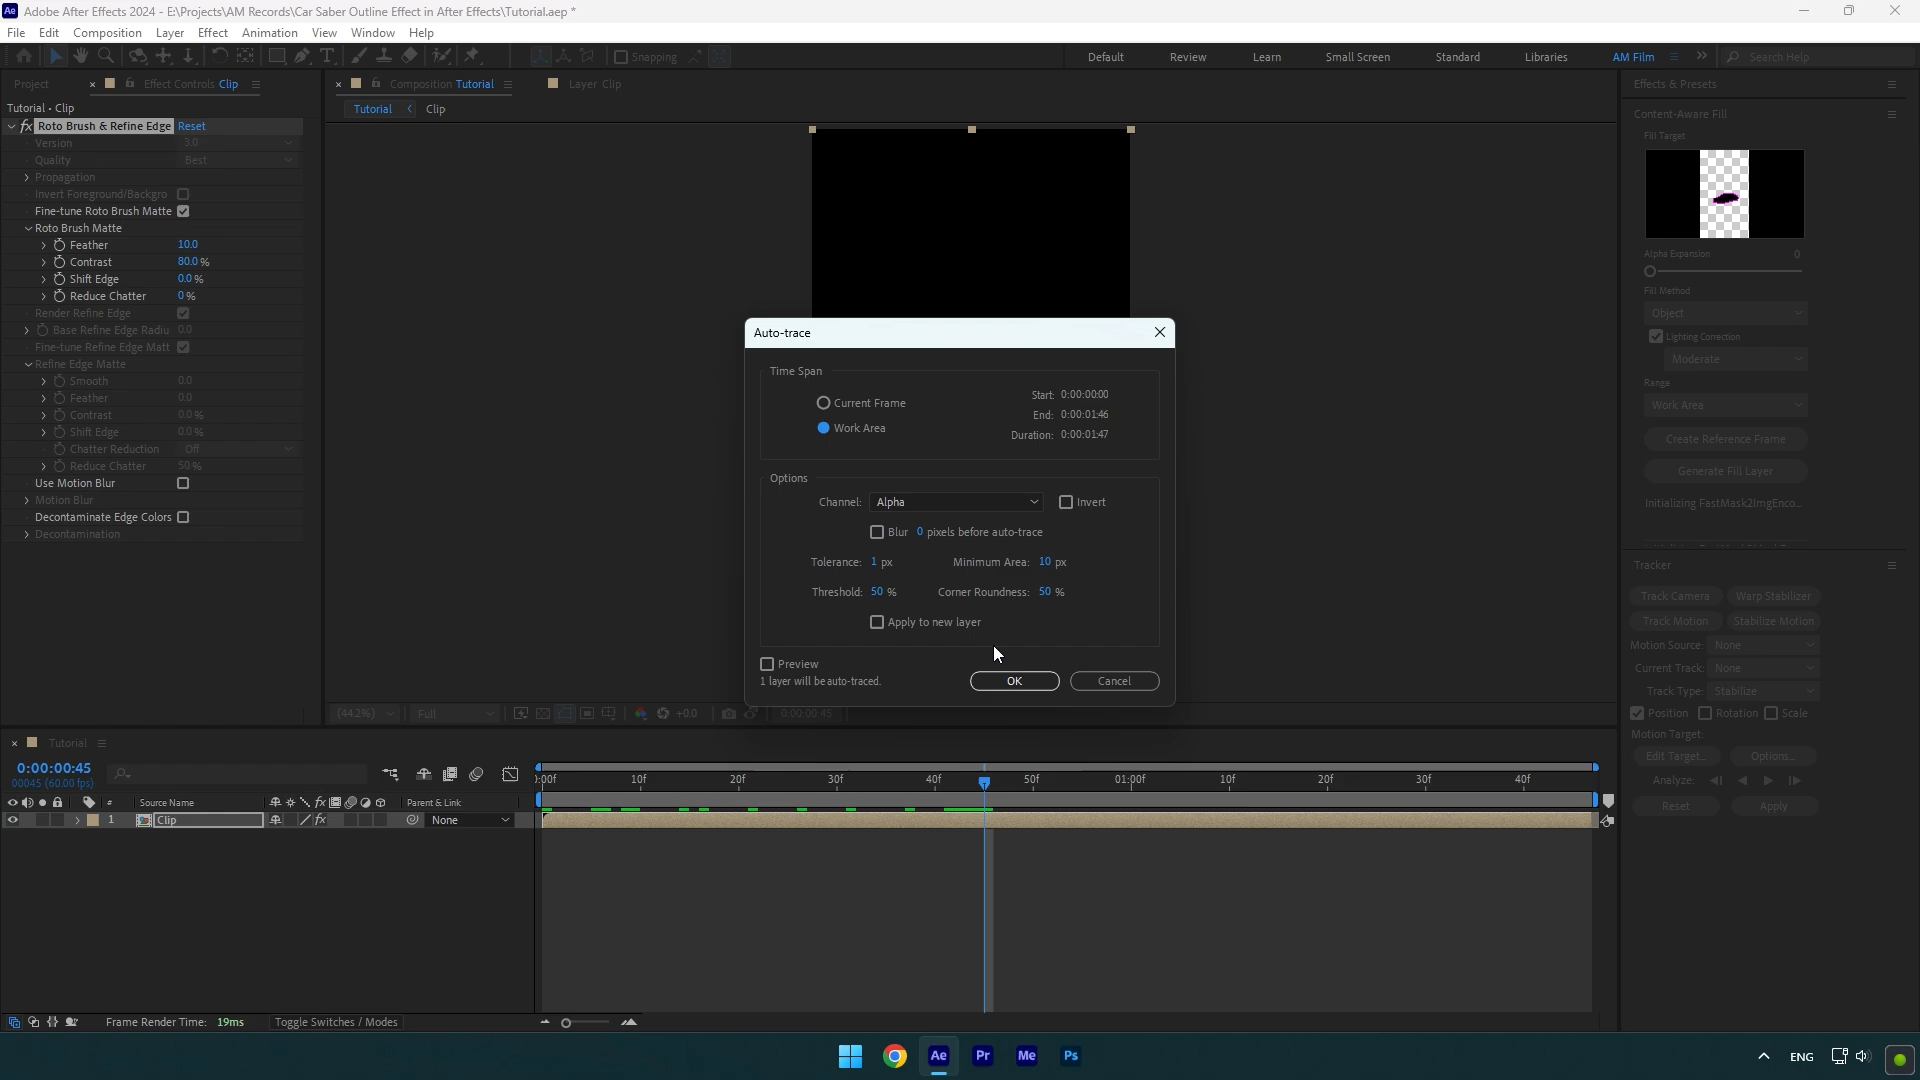 Adobe After Effects 2024 - E:\Projects\AM Records\Car Saber Outline Effect in After Effects\Tutorial.aep *
File Edit Composition Layer Effect Animation View Window Help
Snapping
Default Review Learn Small Screen Standard Libraries AM Film Search Help
Project Effect Controls Clip
Composition Tutorial Layer Clip
Effects & Presets
Tutorial • Clip
Tutorial Clip
Content-Aware Fill
Roto Brush & Refine Edge Reset
Version 3.0
Quality Best
Propagation
Invert Foreground/Backgro
Fine-tune Roto Brush Matte
Roto Brush Matte
Feather 10.0
Contrast 80.0 %
Shift Edge 0.0 %
Reduce Chatter 0 %
Render Refine Edge
Base Refine Edge Radiu 0.0
Fine-tune Refine Edge Matt
Refine Edge Matte
Smooth 0.0
Feather 0.0
Contrast 0.0 %
Shift Edge 0.0 %
Chatter Reduction Off
Reduce Chatter 50 %
Use Motion Blur
Motion Blur
Decontaminate Edge Colors
Decontamination
Auto-trace
Time Span
Current Frame
Work Area
Start: 0:00:00:00
End: 0:00:01:46
Duration: 0:00:01:47
Options
Channel: Alpha Invert
Blur 0 pixels before auto-trace
Tolerance: 1 px Minimum Area: 10 px
Threshold: 50 % Corner Roundness: 50 %
Apply to new layer
Preview
1 layer will be auto-traced.
OK Cancel
(44.2%) Full +0.0 0:00:00:45
Fill Target
Alpha Expansion 0
Fill Method
Object
Lighting Correction
Moderate
Range
Work Area
Create Reference Frame
Generate Fill Layer
Initializing FastMask2ImgEnco...
Tracker
Track Camera Warp Stabilizer
Track Motion Stabilize Motion
Motion Source: None
Current Track: None
Track Type: Stabilize
Position Rotation Scale
Motion Target:
Edit Target... Options...
Analyze:
Reset Apply
Tutorial
0:00:00:45
00045 (60.00 fps)
:00f 10f 20f 30f 40f 50f 01:00f 10f 20f 30f 40f
# Source Name Parent & Link
1 Clip None
Frame Render Time: 19ms Toggle Switches / Modes
Ae Pr Me Ps
ENG